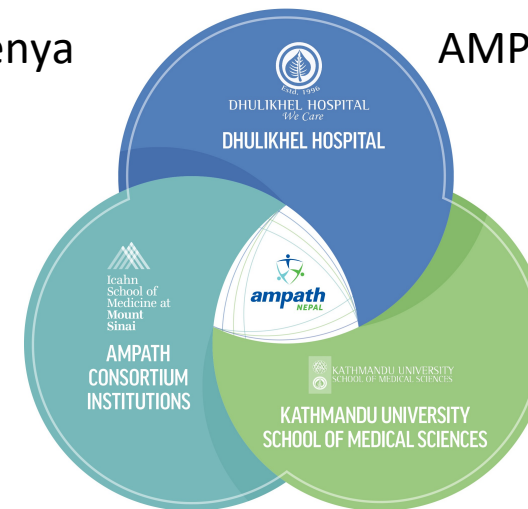 enya
AMP
Estd. 1996
DHULIKHEL HOSPITAL
We Care
DHULIKHEL HOSPITAL
Icahn
School of
Medicine at
Mount
Sinai
AMPATH
CONSORTIUM
INSTITUTIONS
ampath
NEPAL
KATHMANDU UNIVERSITY
SCHOOL OF MEDICAL SCIENCES
KATHMANDU UNIVERSITY
SCHOOL OF MEDICAL SCIENCES